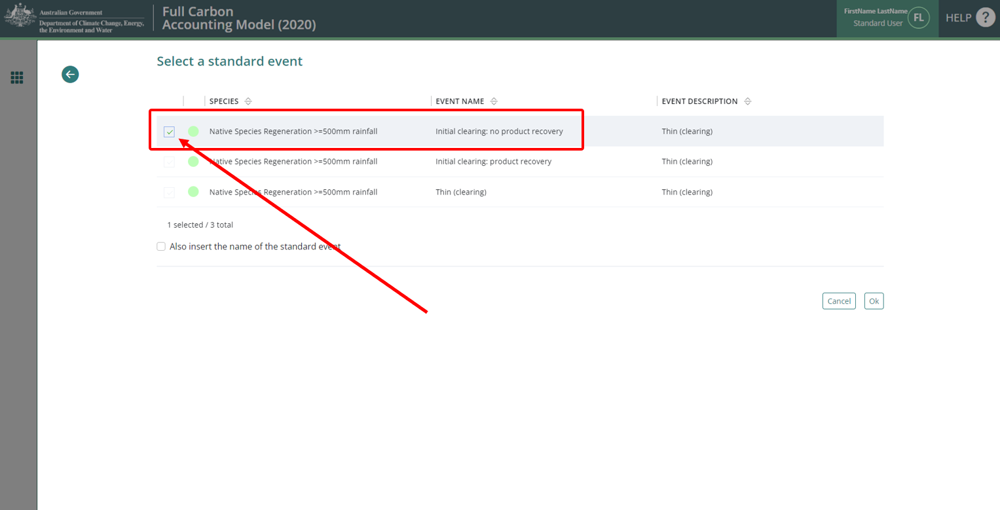 Australian Government
Department of Climate Change, Energy,
the Environment and Water
Full Carbon
Accounting Model (2020)
FirstName LastName
Standard User
FL
HELP ?
Select a standard event
SPECIES EVENT NAME EVENT DESCRIPTION
Native Species Regeneration >=500mm rainfall Initial clearing: no product recovery Thin (clearing)
Native Species Regeneration >=500mm rainfall Initial clearing: product recovery Thin (clearing)
Native Species Regeneration >=500mm rainfall Thin (clearing) Thin (clearing)
1 selected / 3 total
Also insert the name of the standard event
Cancel Ok